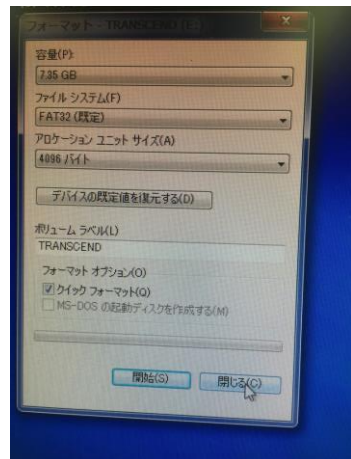 フォーマット - TRANSCEND (E:)
容量(P):
7.35 GB
ファイル システム(F)
FAT32 (既定)
アロケーション ユニット サイズ(A)
4096 バイト
デバイスの既定値を復元する(D)
ボリューム ラベル(L)
TRANSCEND
フォーマット オプション(O)
クイック フォーマット(Q)
MS-DOS の起動ディスクを作成する(M)
開始(S)
閉じる(C)